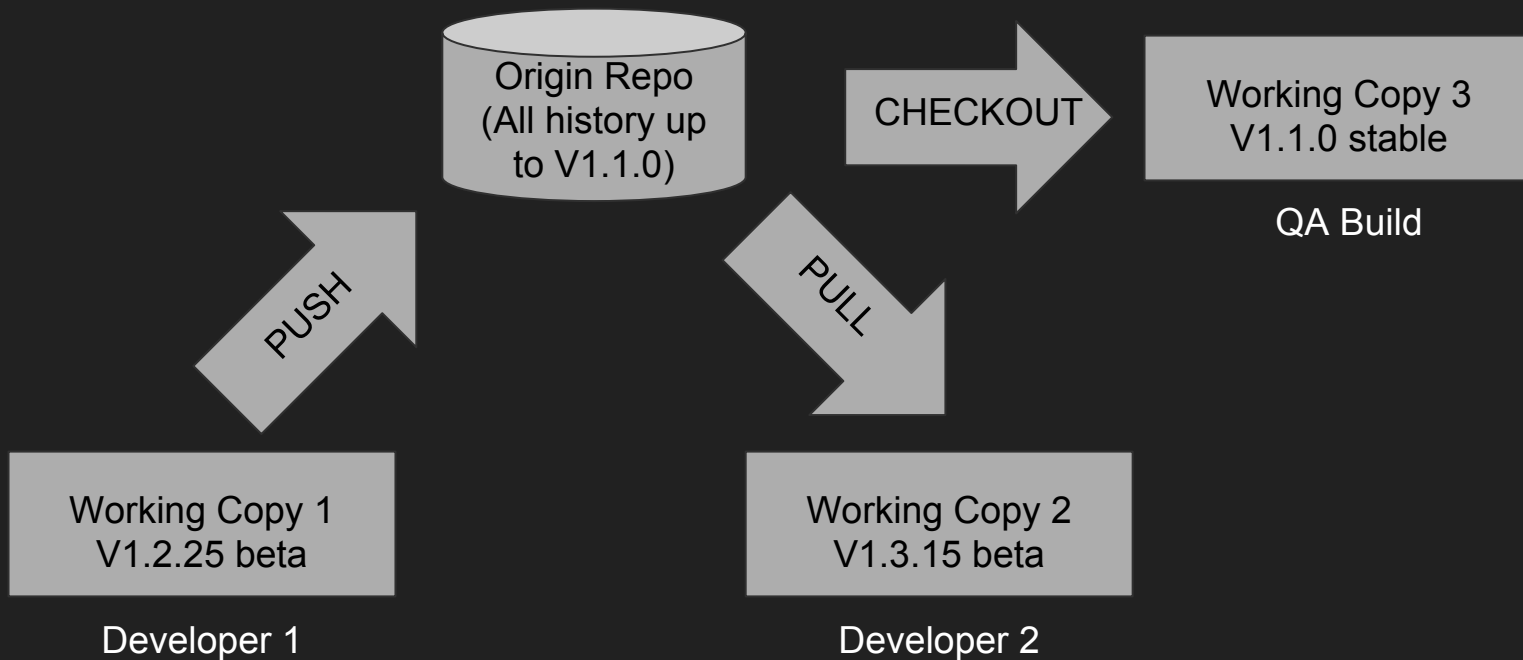 Origin Repo
(All history up
to V1.1.0)
CHECKOUT
Working Copy 3
V1.1.0 stable
QA Build
PUSH
PULL
Working Copy 1
V1.2.25 beta
Developer 1
Working Copy 2
V1.3.15 beta
Developer 2